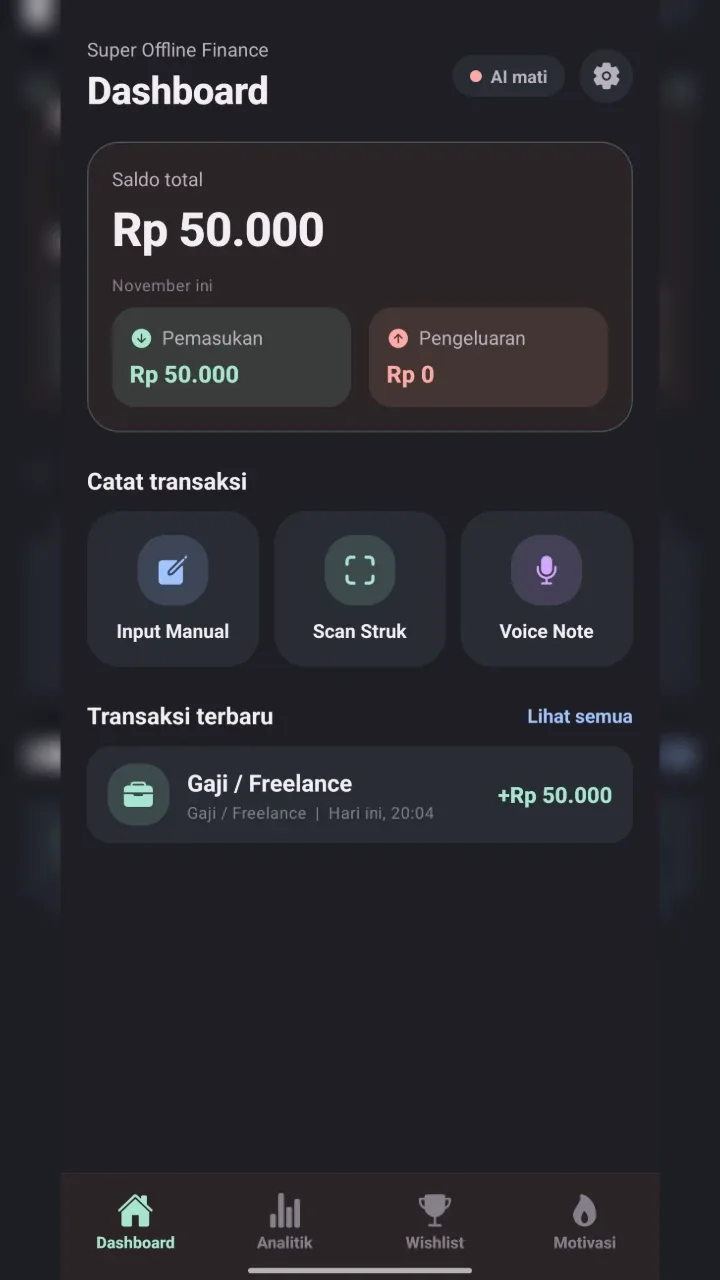 Super Offline Finance
Dashboard
AI mati
Saldo total
Rp 50.000
November ini
Pemasukan
Rp 50.000
Pengeluaran
Rp 0
Catat transaksi
Input Manual
Scan Struk
Voice Note
Transaksi terbaru
Lihat semua
Gaji / Freelance
Gaji / Freelance | Hari ini, 20:04
+Rp 50.000
Dashboard
Analitik
Wishlist
Motivasi